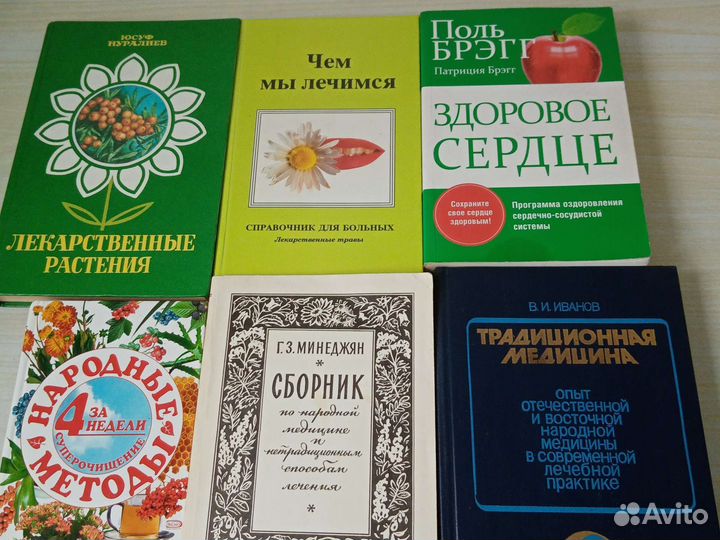 ЮСУФ
НУРАЛИЕВ
ЛЕКАРСТВЕННЫЕ
РАСТЕНИЯ
Чем
мы лечимся
СПРАВОЧНИК ДЛЯ БОЛЬНЫХ
Лекарственные травы
Поль
БРЭГГ
Патриция Брэгг
ЗДОРОВОЕ
СЕРДЦЕ
Сохраните
свое сердце
здоровым!
Программа оздоровления
сердечно-сосудистой
системы
НАРОДНЫЕ
4 ЗА
НЕДЕЛИ
СУПЕРОЧИЩЕНИЕ
МЕТОДЫ
Г. З. МИНЕДЖЯН
*
СБОРНИК
по народной
медицине
и
нетрадиционным
способам
лечения
*
В. И. ИВАНОВ
ТРАДИЦИОННАЯ
МЕДИЦИНА
ОПЫТ
ОТЕЧЕСТВЕННОЙ
И ВОСТОЧНОЙ
НАРОДНОЙ
МЕДИЦИНЫ
В СОВРЕМЕННОЙ
ЛЕЧЕБНОЙ
ПРАКТИКЕ
Avito